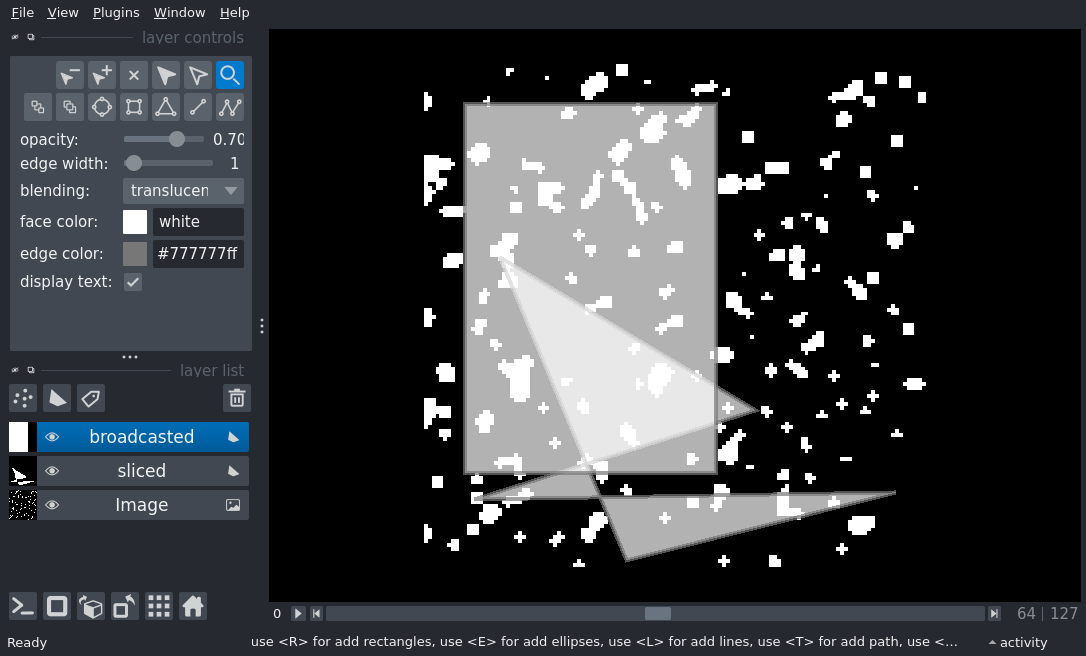 File View Plugins Window Help
layer controls
opacity: 0.70
edge width: 1
blending: translucen
face color: white
edge color: #777777ff
display text:
layer list
broadcasted
sliced
Image
0 64 127
Ready use <R> for add rectangles, use <E> for add ellipses, use <L> for add lines, use <T> for add path, use <... activity